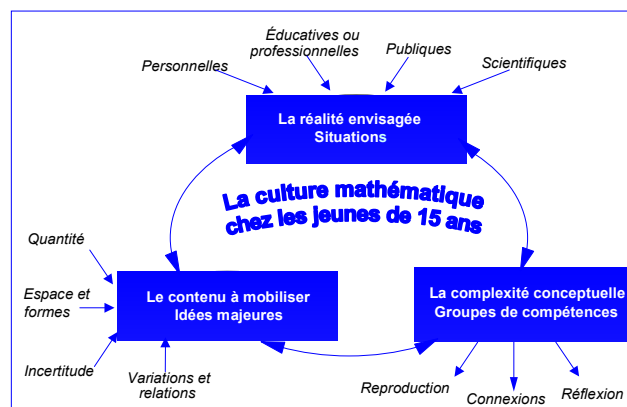 Éducatives ou
professionnelles
Publiques
Personnelles
Scientifiques
La réalité envisagée
Situations
La culture mathématique
chez les jeunes de 15 ans
Quantité
Espace et
formes
Incertitude
Variations et
relations
Le contenu à mobiliser
Idées majeures
La complexité conceptuelle
Groupes de compétences
Reproduction
Connexions
Réflexion